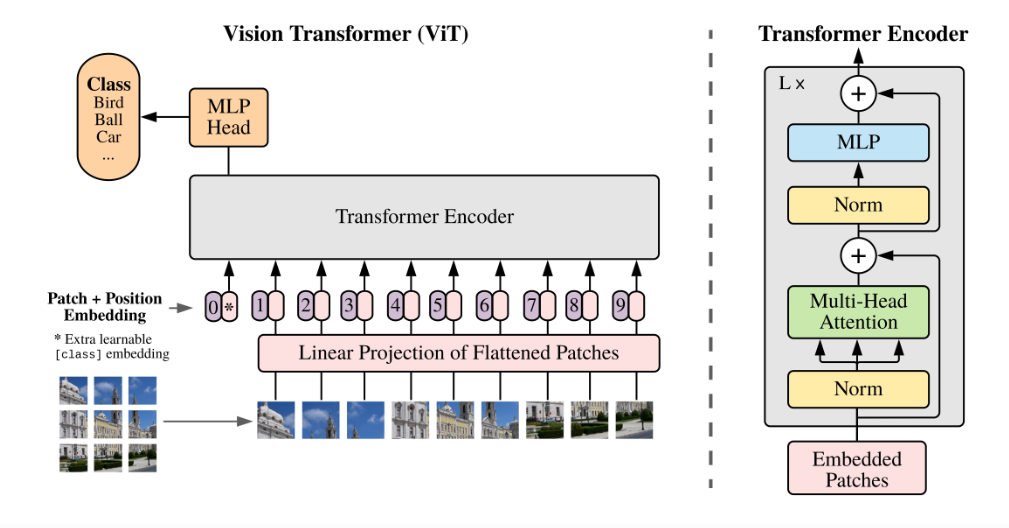 Vision Transformer (ViT)
Class
Bird
Ball
Car
...
MLP
Head
Transformer Encoder
Patch + Position
Embedding
0 * 1 2 3 4 5 6 7 8 9
* Extra learnable
[class] embedding
Linear Projection of Flattened Patches
Transformer Encoder
L x
+
MLP
Norm
+
Multi-Head
Attention
Norm
Embedded
Patches